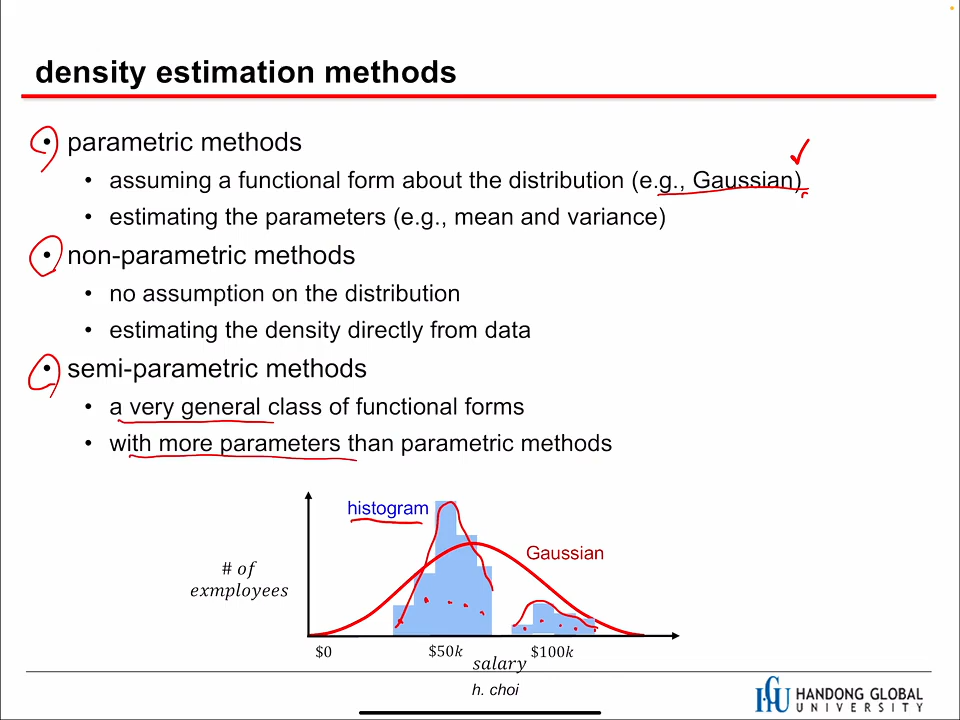 density estimation methods
• parametric methods
• assuming a functional form about the distribution (e.g., Gaussian)
• estimating the parameters (e.g., mean and variance)
• non-parametric methods
• no assumption on the distribution
• estimating the density directly from data
• semi-parametric methods
• a very general class of functional forms
• with more parameters than parametric methods
histogram
Gaussian
# of
exmployees
$0
$50k
$100k
salary
h. choi
HGU
HANDONG GLOBAL
UNIVERSITY